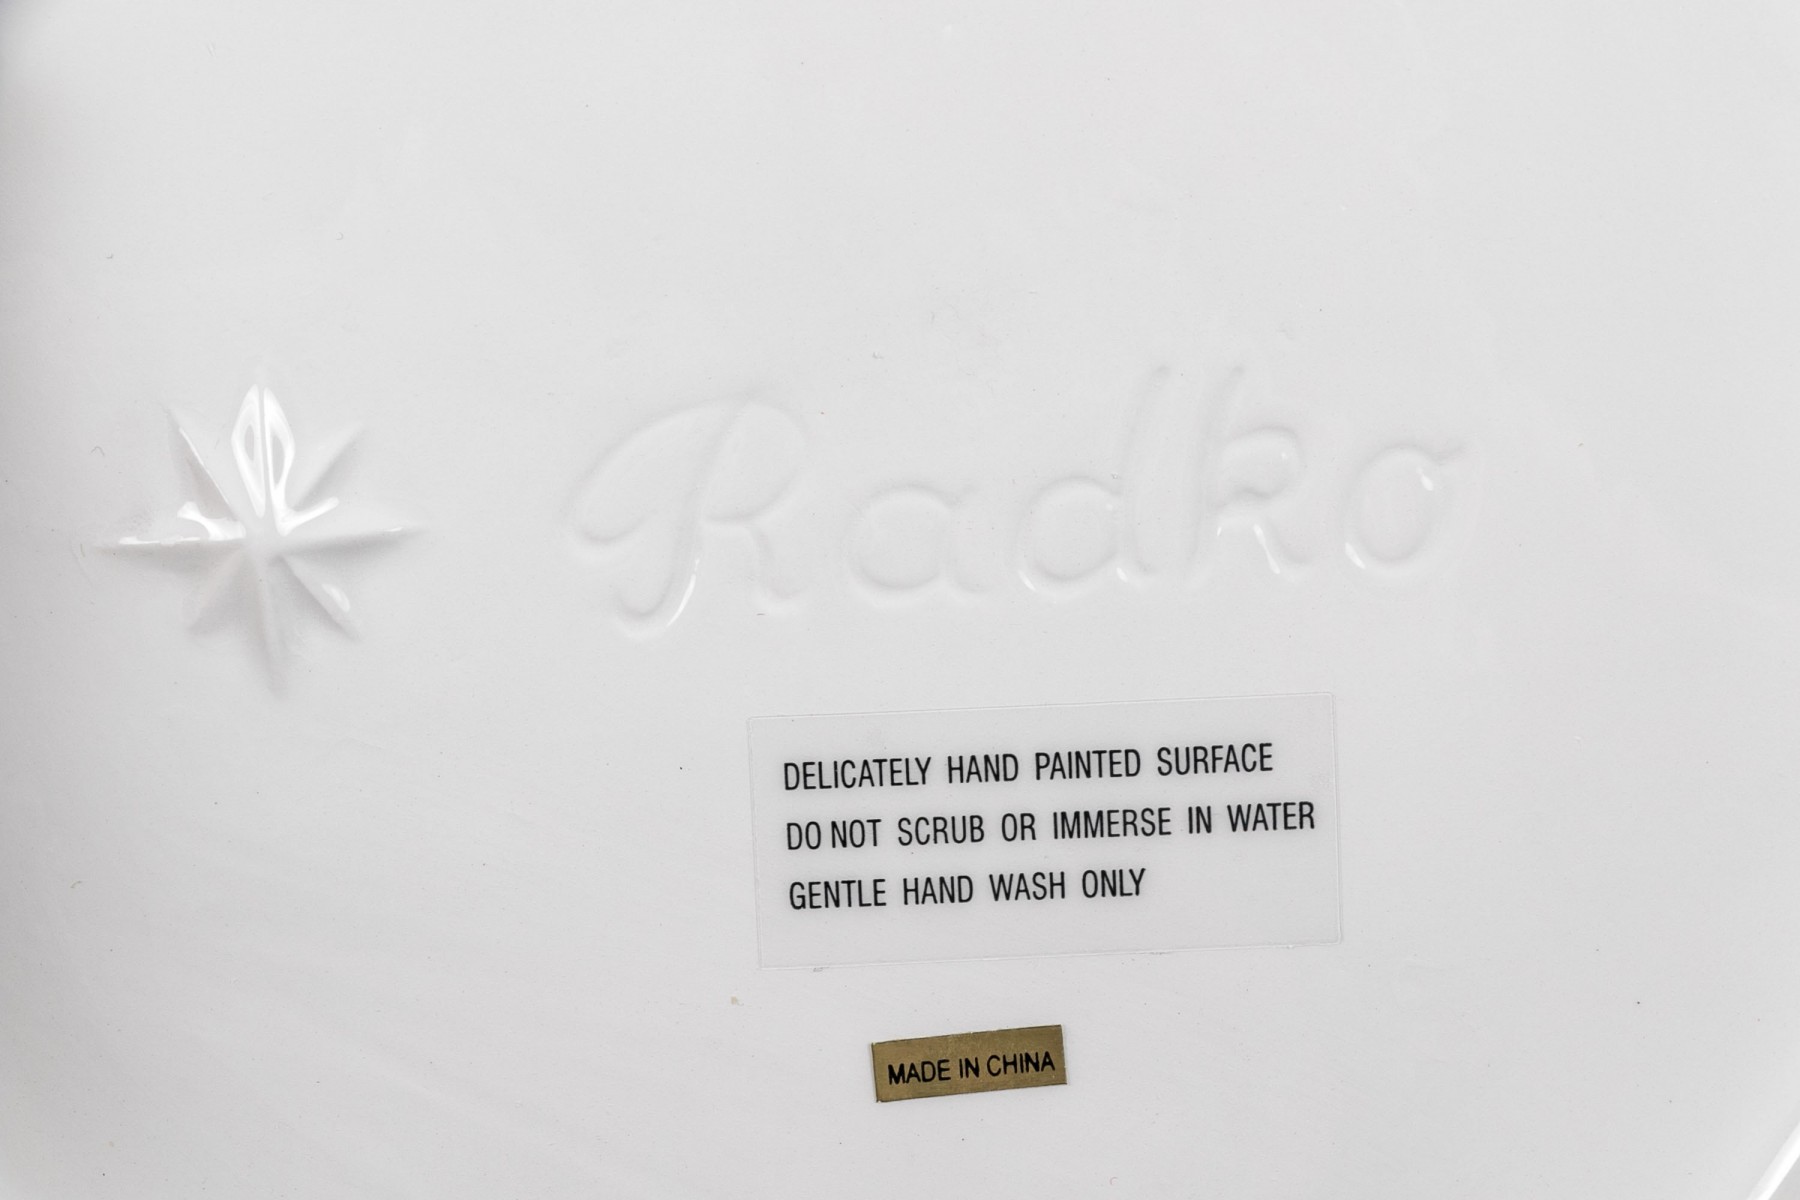 Radko
DELICATELY HAND PAINTED SURFACE
DO NOT SCRUB OR IMMERSE IN WATER
GENTLE HAND WASH ONLY
MADE IN CHINA